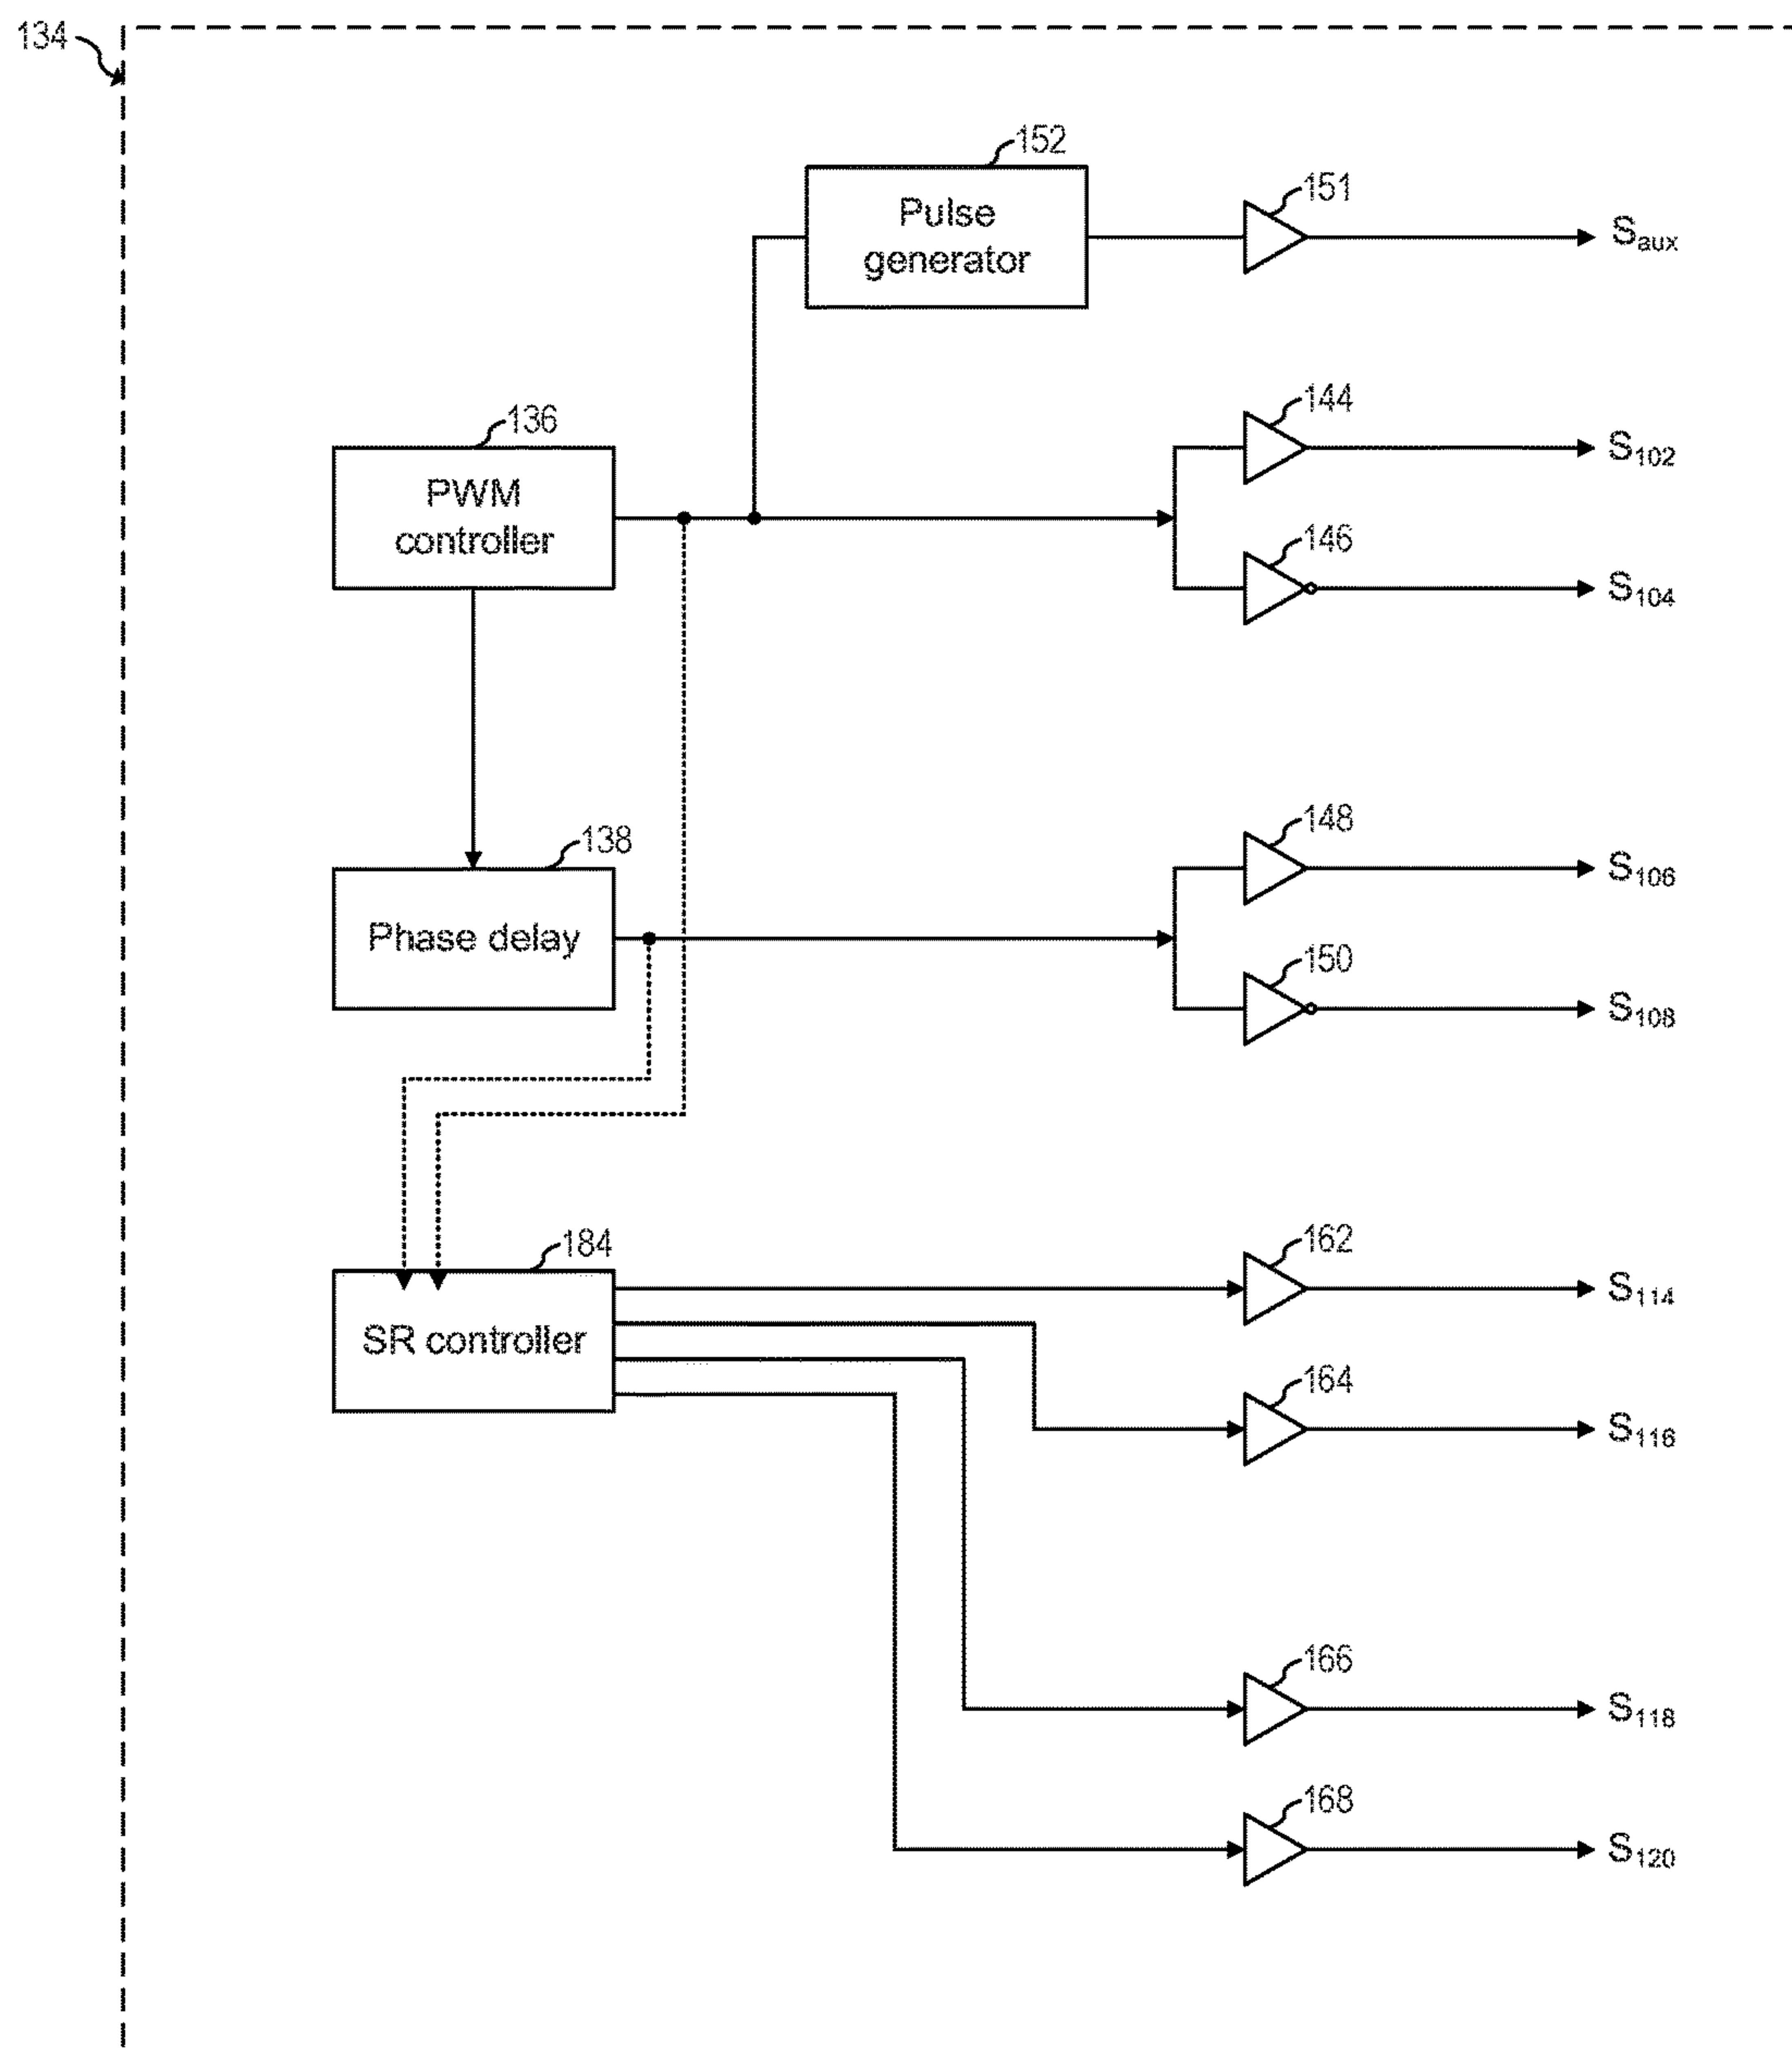 134
152
Pulse
generator
151
Saux
136
PWM
controller
144
S102
146
S104
138
Phase delay
148
S106
150
S108
184
SR controller
162
S114
164
S116
166
S118
168
S120